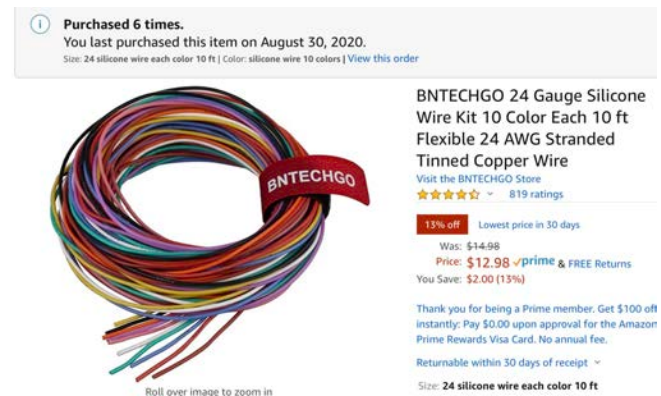 Purchased 6 times.
You last purchased this item on August 30, 2020.
Size: 24 silicone wire each color 10 ft | Color: silicone wire 10 colors | View this order
BNTECHGO
Roll over image to zoom in
BNTECHGO 24 Gauge Silicone
Wire Kit 10 Color Each 10 ft
Flexible 24 AWG Stranded
Tinned Copper Wire
Visit the BNTECHGO Store
819 ratings
13% off Lowest price in 30 days
Was: $14.98
Price: $12.98 prime & FREE Returns
You Save: $2.00 (13%)
Thank you for being a Prime member. Get $100 off
instantly: Pay $0.00 upon approval for the Amazon
Prime Rewards Visa Card. No annual fee.
Returnable within 30 days of receipt
Size: 24 silicone wire each color 10 ft